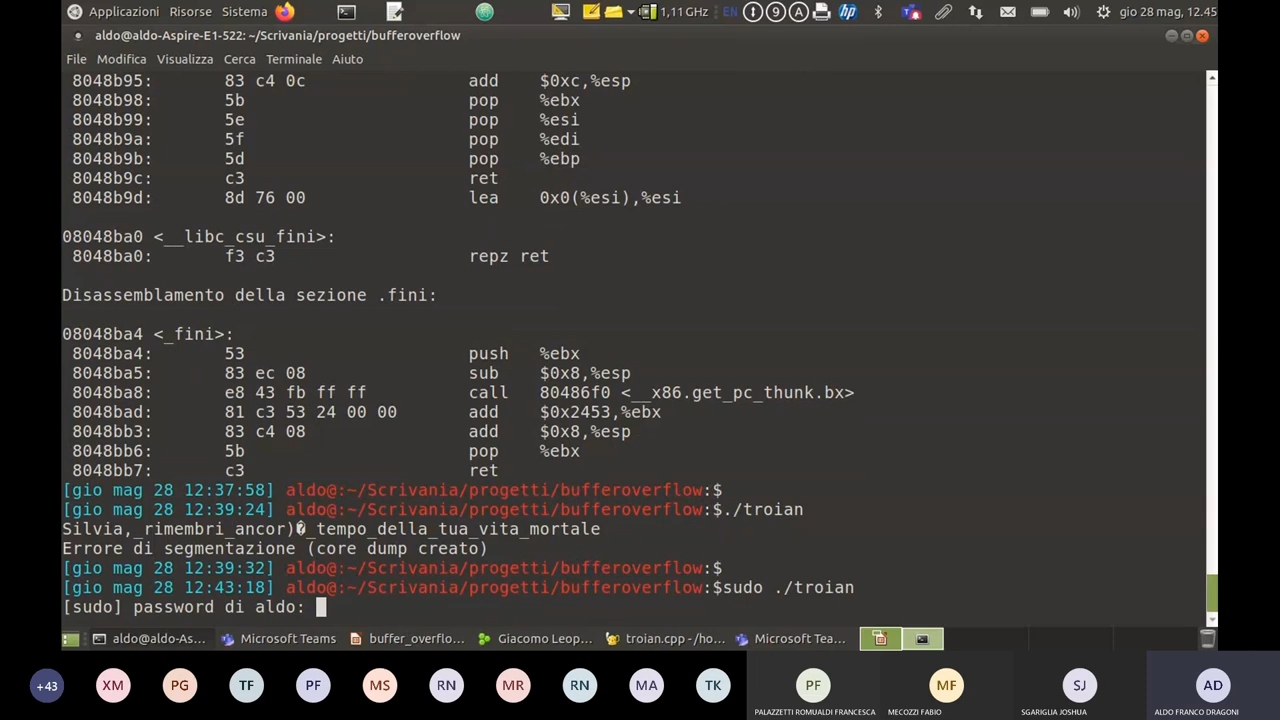 Applicazioni Risorse Sistema 1,11 GHz EN 9 A hp gio 28 mag, 12.45
aldo@aldo-Aspire-E1-522: ~/Scrivania/progetti/bufferoverflow
File Modifica Visualizza Cerca Terminale Aiuto
8048b95: 83 c4 0c add $0xc,%esp
8048b98: 5b pop %ebx
8048b99: 5e pop %esi
8048b9a: 5f pop %edi
8048b9b: 5d pop %ebp
8048b9c: c3 ret
8048b9d: 8d 76 00 lea 0x0(%esi),%esi
08048ba0 <__libc_csu_fini>:
8048ba0: f3 c3 repz ret
Disassemblamento della sezione .fini:
08048ba4 <_fini>:
8048ba4: 53 push %ebx
8048ba5: 83 ec 08 sub $0x8,%esp
8048ba8: e8 43 fb ff ff call 80486f0 <__x86.get_pc_thunk.bx>
8048bad: 81 c3 53 24 00 00 add $0x2453,%ebx
8048bb3: 83 c4 08 add $0x8,%esp
8048bb6: 5b pop %ebx
8048bb7: c3 ret
[gio mag 28 12:37:58] aldo@:~/Scrivania/progetti/bufferoverflow:$
[gio mag 28 12:39:24] aldo@:~/Scrivania/progetti/bufferoverflow:$./troian
Silvia,_rimembri_ancor)�_tempo_della_tua_vita_mortale
Errore di segmentazione (core dump creato)
[gio mag 28 12:39:32] aldo@:~/Scrivania/progetti/bufferoverflow:$
[gio mag 28 12:43:18] aldo@:~/Scrivania/progetti/bufferoverflow:$sudo ./troian
[sudo] password di aldo:
aldo@aldo-As... Microsoft Teams buffer_overflo... Giacomo Leop... troian.cpp (~/ho... Microsoft Tea...
+43 XM PG TF PF MS RN MR RN MA TK PF MF SJ AD
PALAZZETTI ROMUALDI FRANCESCA MECOZZI FABIO SGARIGLIA JOSHUA ALDO FRANCO DRAGONI